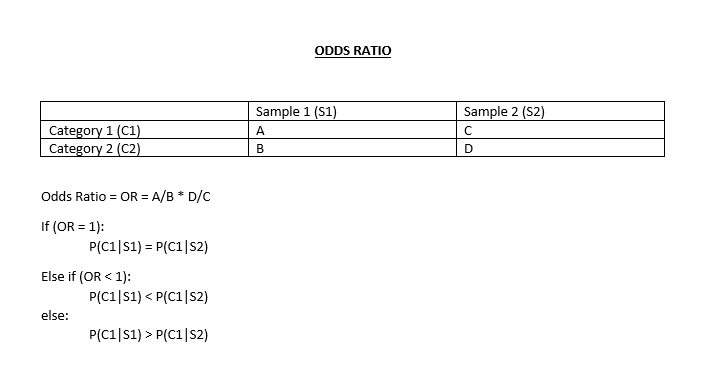 ODDS RATIO
Sample 1 (S1) Sample 2 (S2)
Category 1 (C1) A C
Category 2 (C2) B D
Odds Ratio = OR = A/B * D/C
If (OR = 1):
P(C1|S1) = P(C1|S2)
Else if (OR < 1):
P(C1|S1) < P(C1|S2)
else:
P(C1|S1) > P(C1|S2)